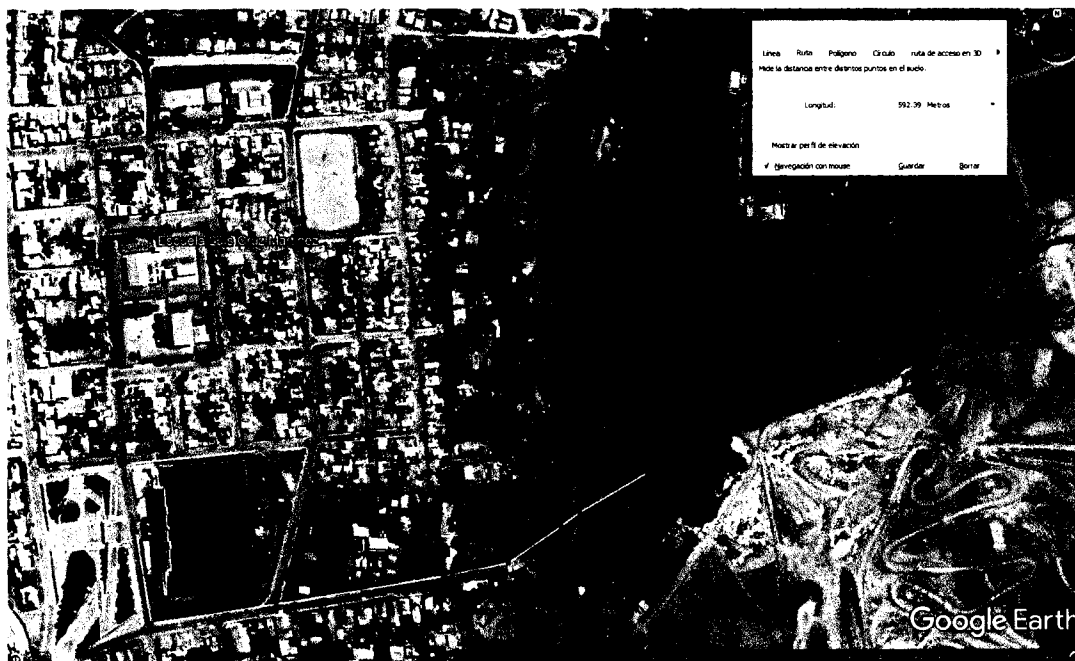 Línea Ruta Polígono Círculo ruta de acceso en 3D
Mide la distancia entre distintos puntos en el suelo.
Longitud: 592.39 Metros
Mostrar perfil de elevación
✓ Navegación con mouse Guardar Borrar
Google Earth